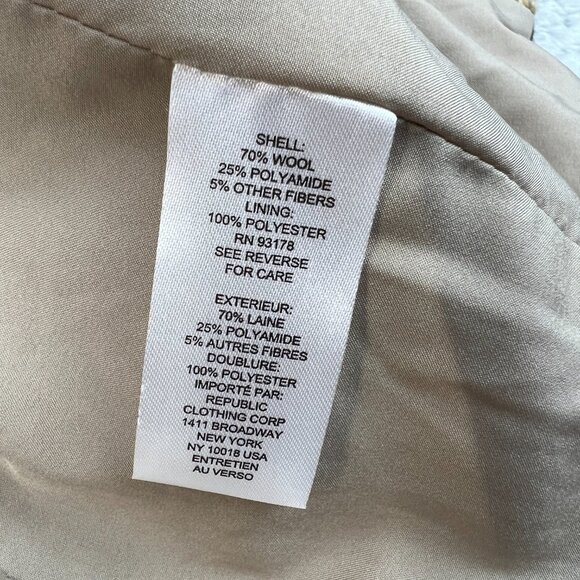 SHELL:
70% WOOL
25% POLYAMIDE
5% OTHER FIBERS
LINING:
100% POLYESTER
RN 93178
SEE REVERSE
FOR CARE
EXTERIEUR:
70% LAINE
25% POLYAMIDE
5% AUTRES FIBRES
DOUBLURE:
100% POLYESTER
IMPORTÉ PAR:
REPUBLIC
CLOTHING CORP
1411 BROADWAY
NEW YORK
NY 10018 USA
ENTRETIEN
AU VERSO